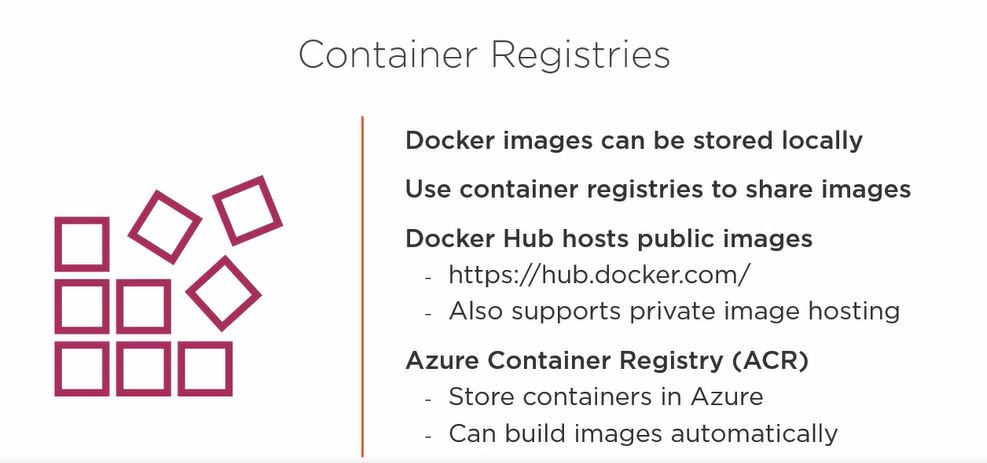 Container Registries
Docker images can be stored locally
Use container registries to share images
Docker Hub hosts public images
- https://hub.docker.com/
- Also supports private image hosting
Azure Container Registry (ACR)
- Store containers in Azure
- Can build images automatically